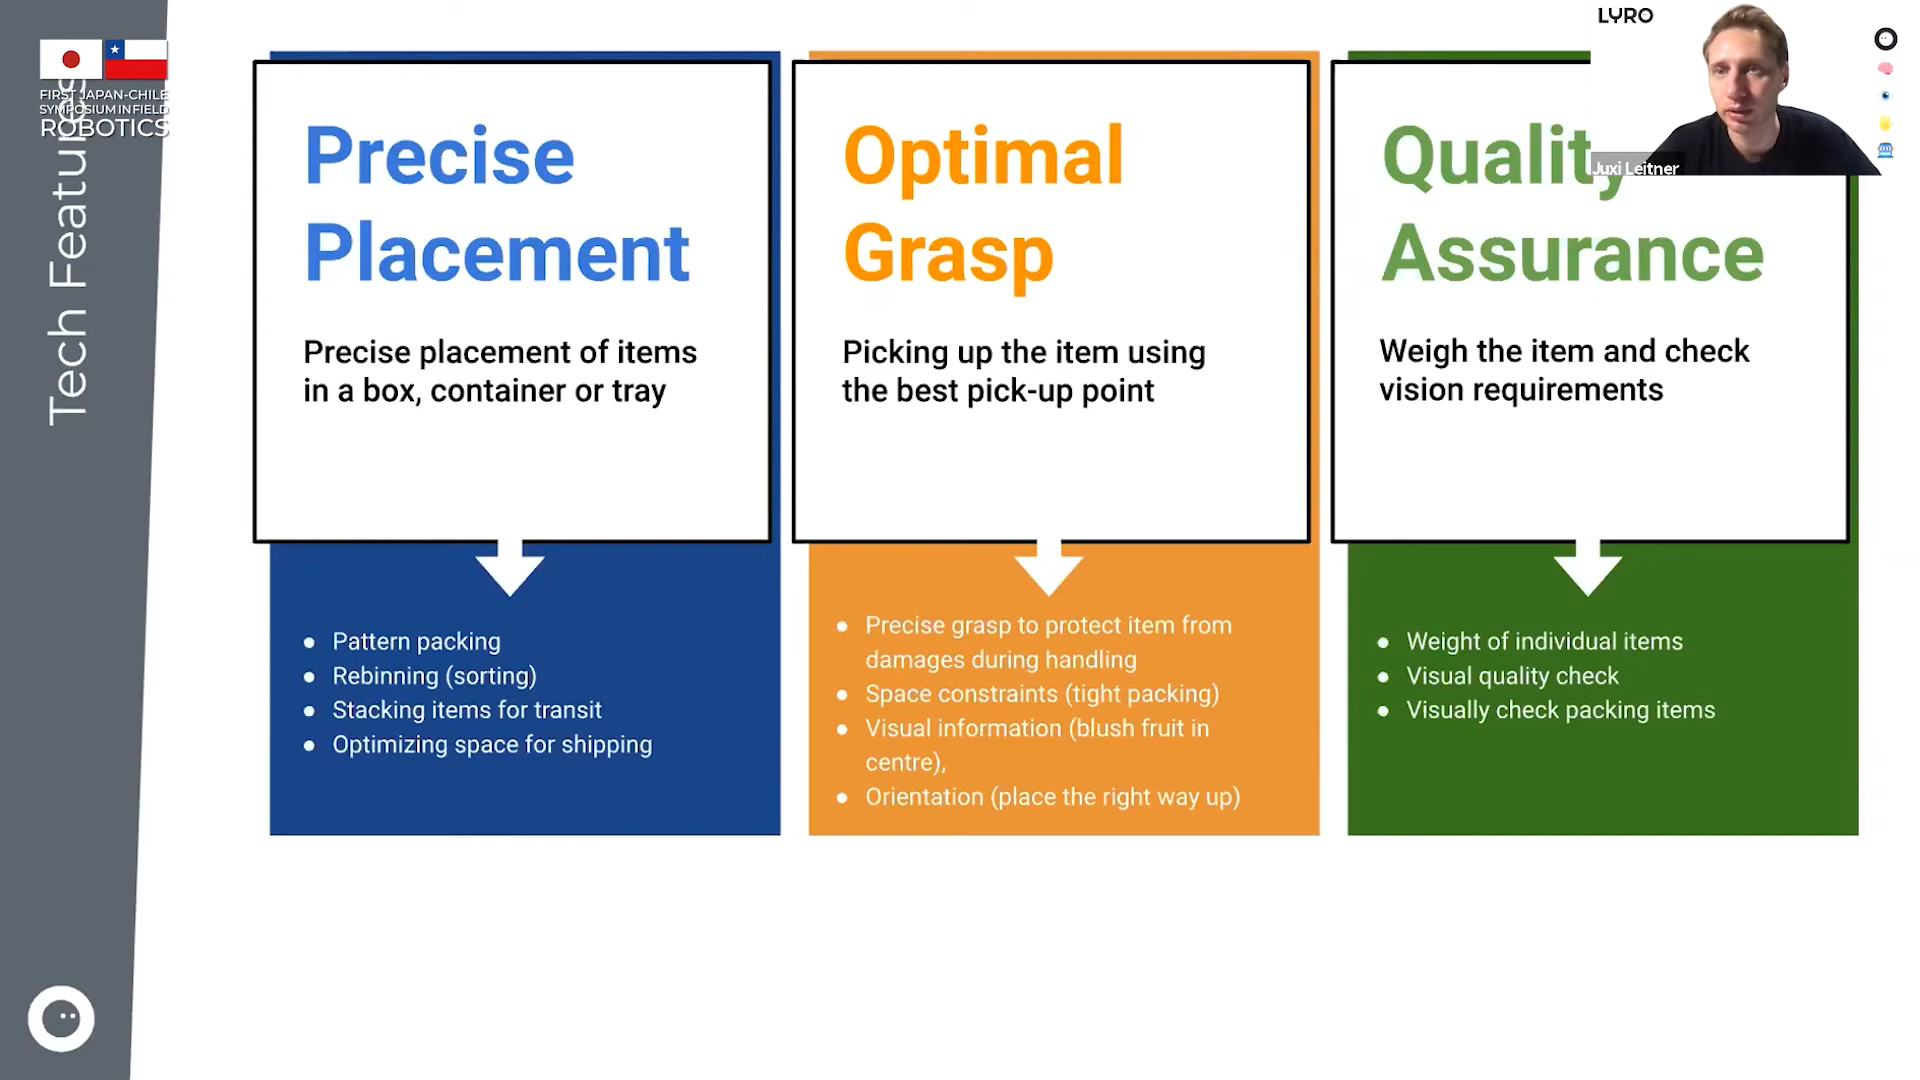 LYRO
FIRST JAPAN-CHILE
SYMPOSIUM IN FIELD
ROBOTICS
Tech Features
Precise
Placement
Precise placement of items
in a box, container or tray
Pattern packing
Rebinning (sorting)
Stacking items for transit
Optimizing space for shipping
Optimal
Grasp
Picking up the item using
the best pick-up point
Precise grasp to protect item from
damages during handling
Space constraints (tight packing)
Visual information (blush fruit in
centre),
Orientation (place the right way up)
Quality
Assurance
Weigh the item and check
vision requirements
Weight of individual items
Visual quality check
Visually check packing items
Juxi Leitner